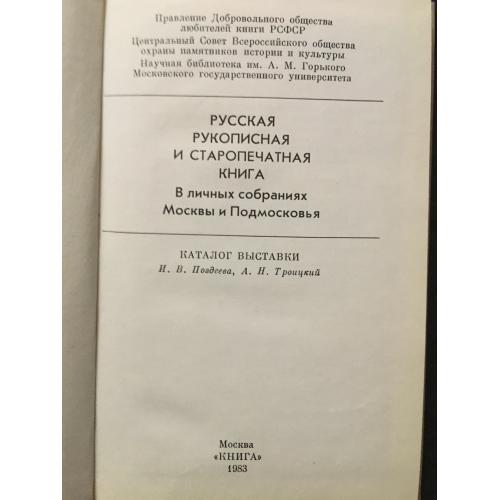 Правление Добровольного общества
любителей книги РСФСР
Центральный Совет Всероссийского общества
охраны памятников истории и культуры
Научная библиотека им. А. М. Горького
Московского государственного университета
РУССКАЯ
РУКОПИСНАЯ
И СТАРОПЕЧАТНАЯ
КНИГА
В личных собраниях
Москвы и Подмосковья
КАТАЛОГ ВЫСТАВКИ
И. В. Поздеева, А. Н. Троицкий
Москва
«КНИГА»
1983